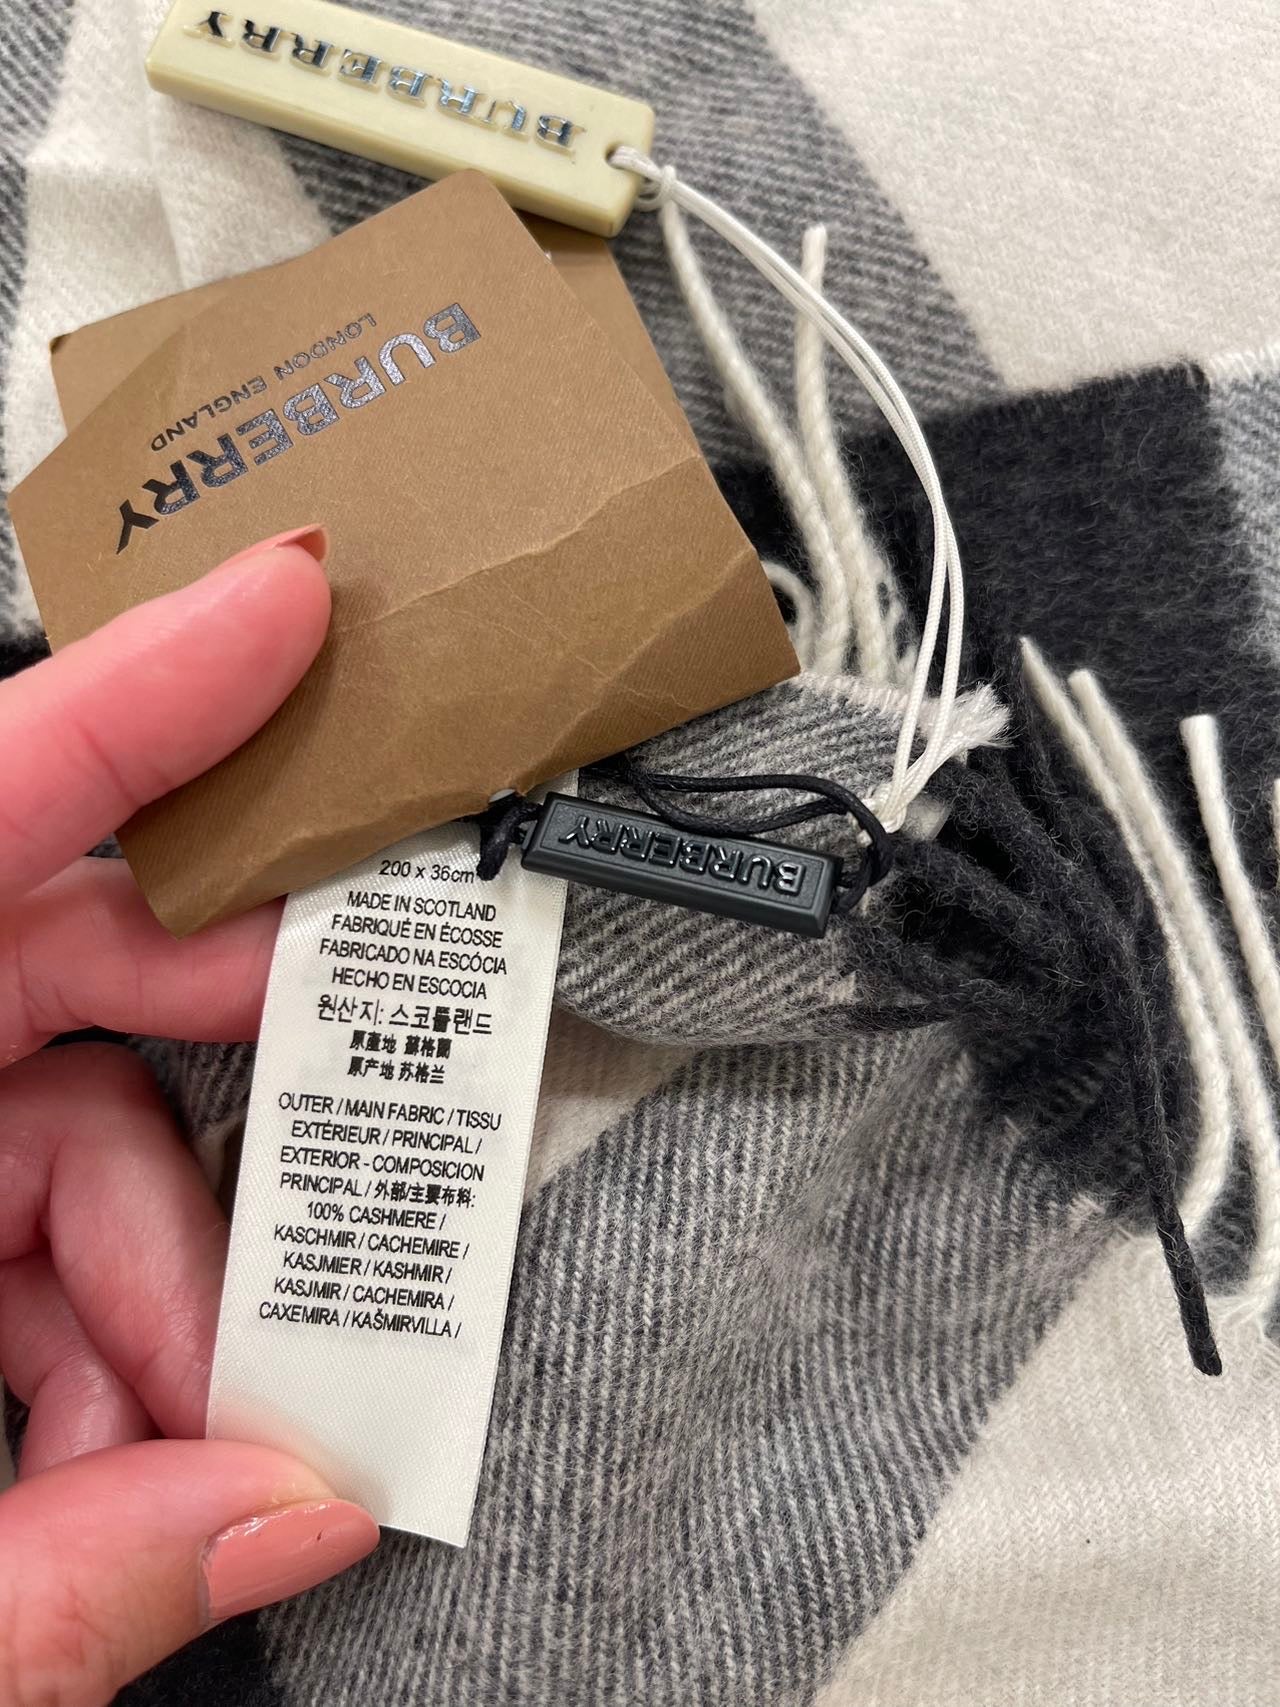 BURBERRY
BURBERRY
LONDON ENGLAND
BURBERRY
200 x 36cm
MADE IN SCOTLAND
FABRIQUÉ EN ÉCOSSE
FABRICADO NA ESCÓCIA
HECHO EN ESCOCIA
원산지: 스코틀랜드
原產地 蘇格蘭
原产地 苏格兰
OUTER / MAIN FABRIC / TISSU
EXTÉRIEUR / PRINCIPAL /
EXTERIOR - COMPOSICION
PRINCIPAL / 外部/主要布料:
100% CASHMERE /
KASCHMIR / CACHEMIRE /
KASJMIER / KASHMIR /
KASJMIR / CACHEMIRA /
CAXEMIRA / KAŠMIRVILLA /